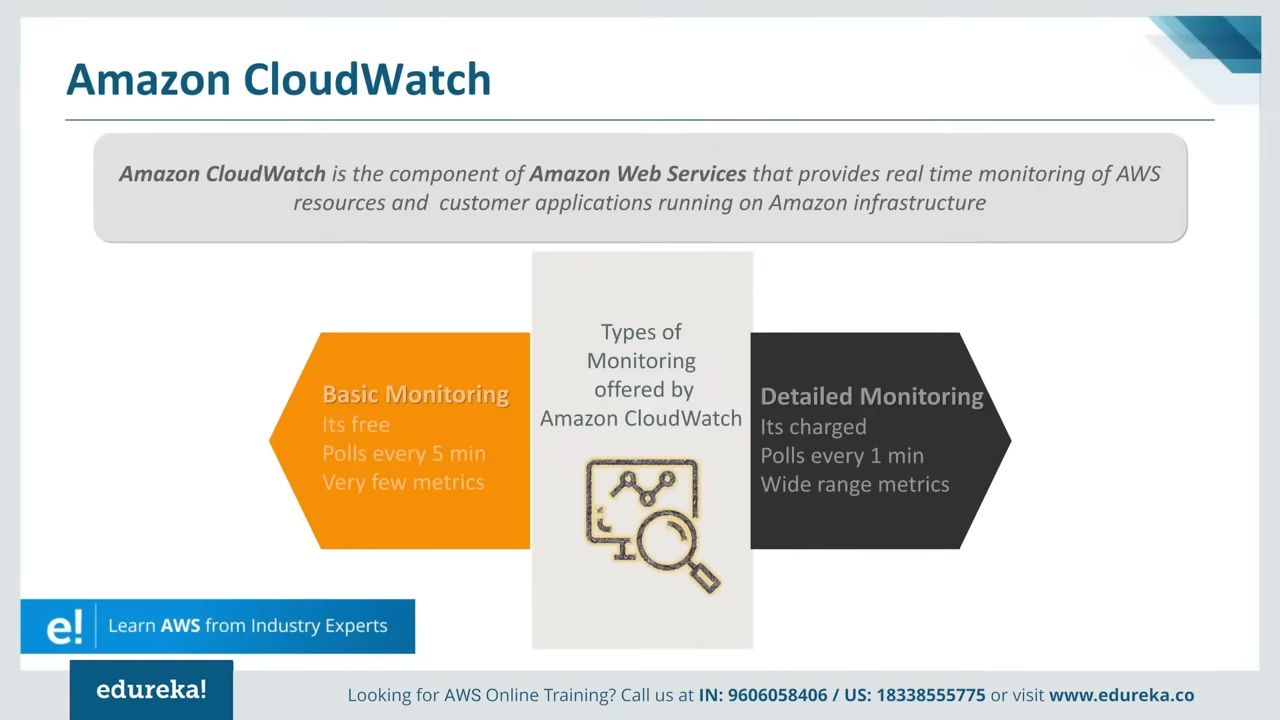 Amazon CloudWatch
Amazon CloudWatch is the component of Amazon Web Services that provides real time monitoring of AWS
resources and customer applications running on Amazon infrastructure
Types of
Monitoring
offered by
Amazon CloudWatch
Basic Monitoring
Its free
Polls every 5 min
Very few metrics
Detailed Monitoring
Its charged
Polls every 1 min
Wide range metrics
e! Learn AWS from Industry Experts
edureka!
Looking for AWS Online Training? Call us at IN: 9606058406 / US: 18338555775 or visit www.edureka.co